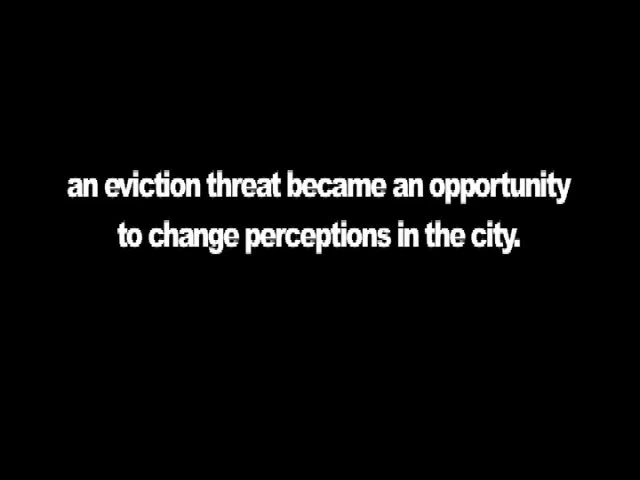 an eviction threat became an opportunity
to change perceptions in the city.